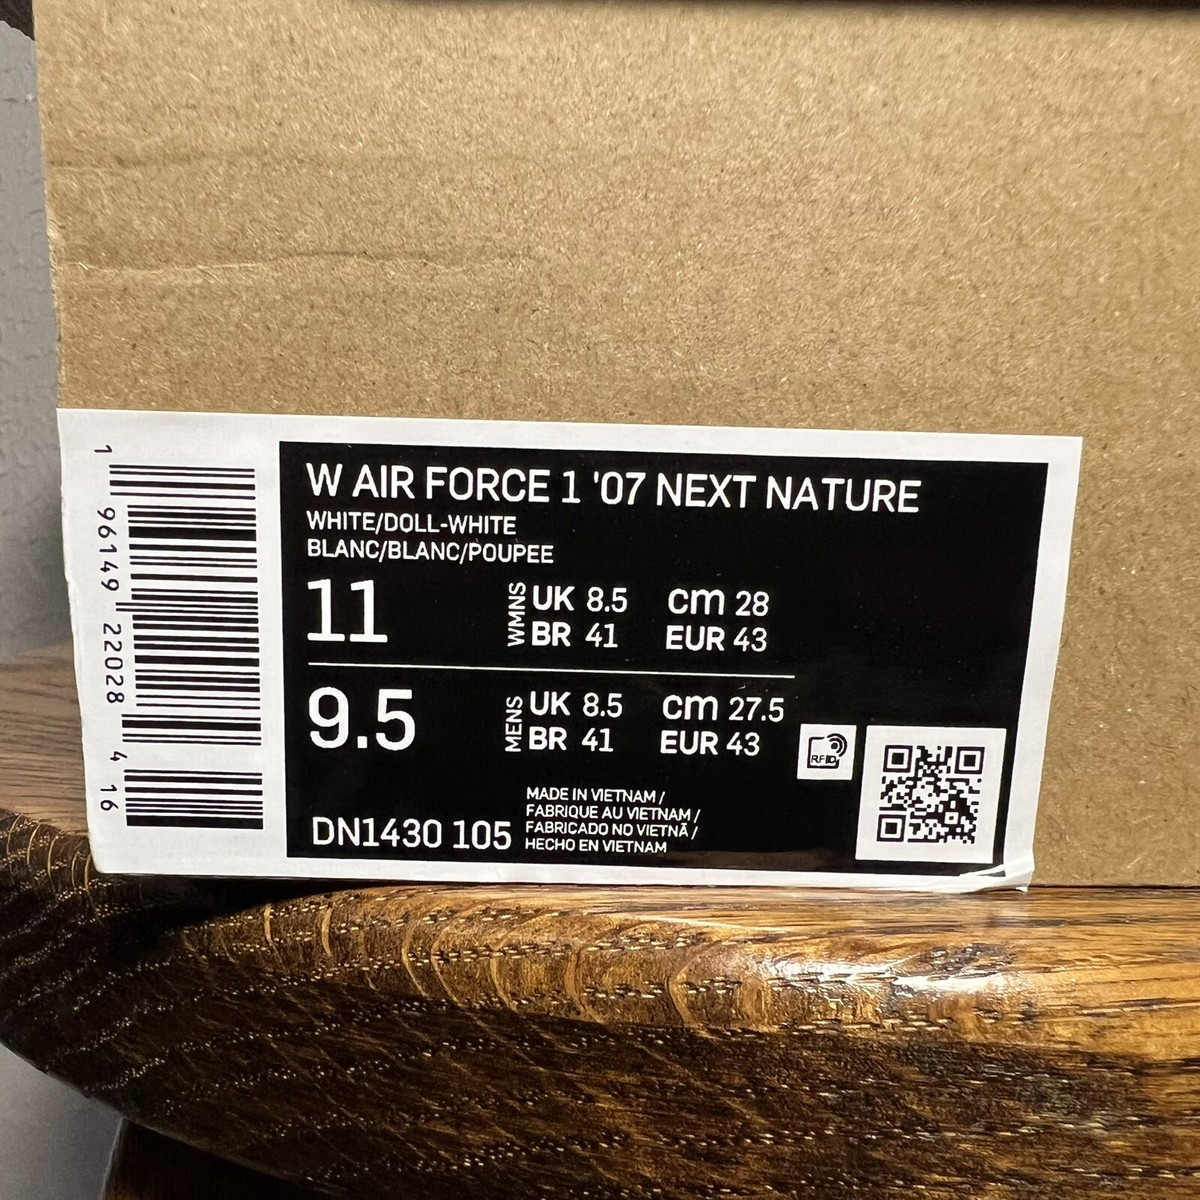 W AIR FORCE 1 '07 NEXT NATURE
WHITE/DOLL-WHITE
BLANC/BLANC/POUPEE
11 WMNS UK 8.5 cm 28
BR 41 EUR 43
9.5 MENS UK 8.5 cm 27.5
BR 41 EUR 43
RFID
DN1430 105
MADE IN VIETNAM /
FABRIQUE AU VIETNAM /
FABRICADO NO VIETNÃ /
HECHO EN VIETNAM
1 96149 22028 4 16